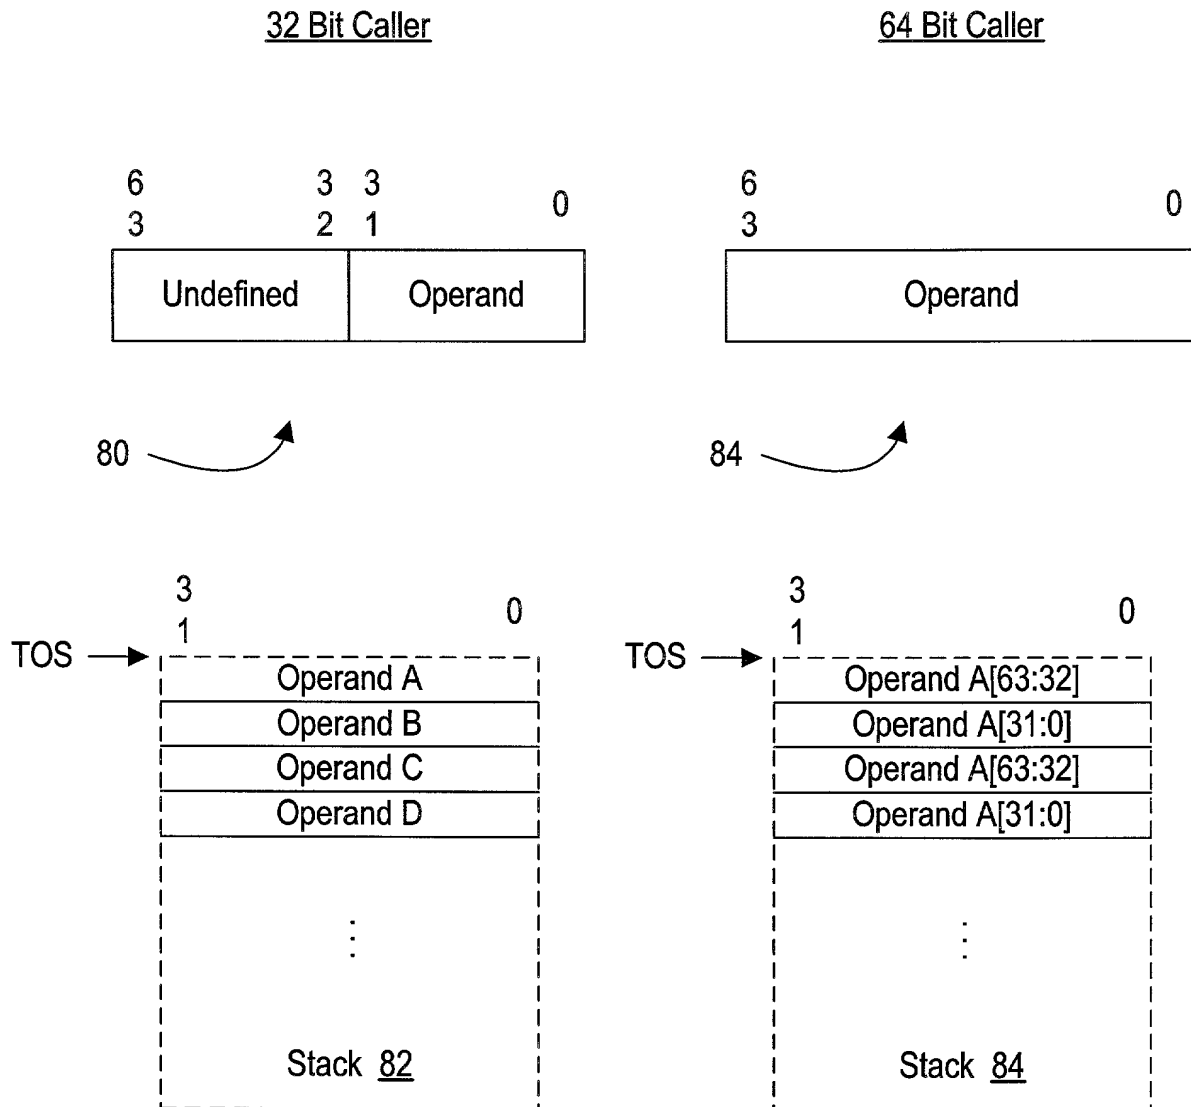 32 Bit Caller
64 Bit Caller
6 3 3
3 2 1 0
6
3 0
Undefined Operand
Operand
80
84
3
1 0
3
1 0
TOS
TOS
Operand A
Operand B
Operand C
Operand D
Operand A[63:32]
Operand A[31:0]
Operand A[63:32]
Operand A[31:0]
Stack 82
Stack 84